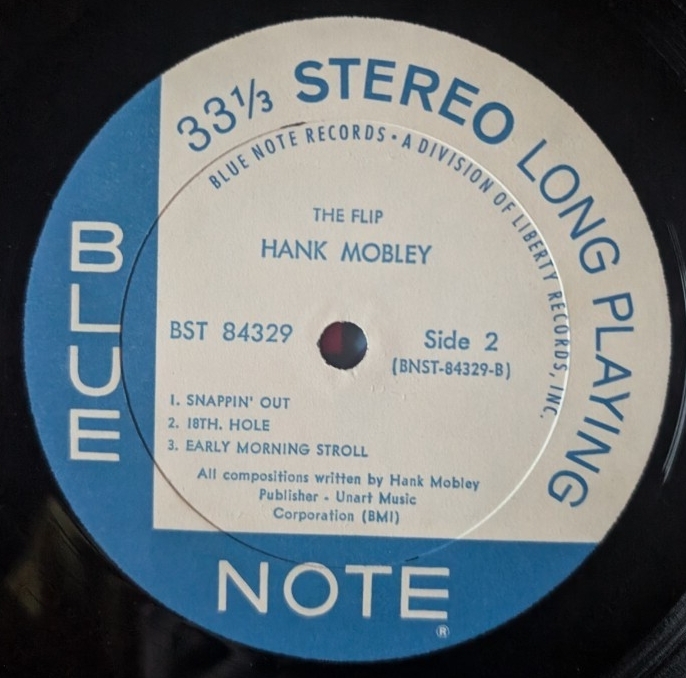 33⅓ STEREO LONG PLAYING
BLUE NOTE RECORDS • A DIVISION OF LIBERTY RECORDS, INC.
THE FLIP
HANK MOBLEY
BST 84329
Side 2
(BNST-84329-B)
1. SNAPPIN' OUT
2. 18TH. HOLE
3. EARLY MORNING STROLL
All compositions written by Hank Mobley
Publisher - Unart Music
Corporation (BMI)
BLUE
NOTE
®